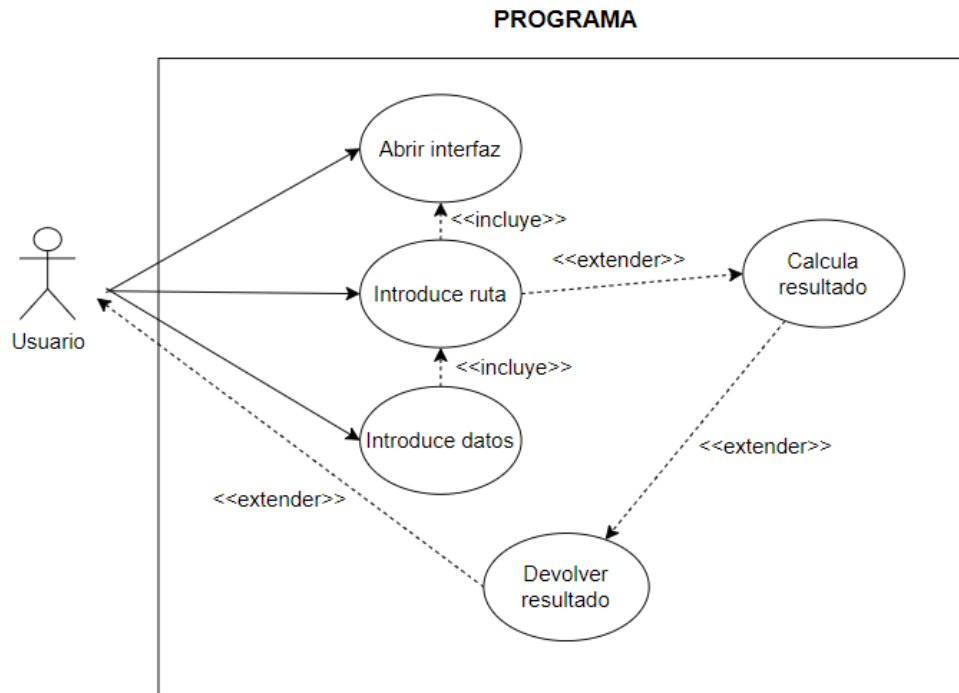 PROGRAMA
Abrir interfaz
<<incluye>>
<<extender>>
Calcula
resultado
Introduce ruta
Usuario
<<incluye>>
Introduce datos
<<extender>>
<<extender>>
Devolver
resultado